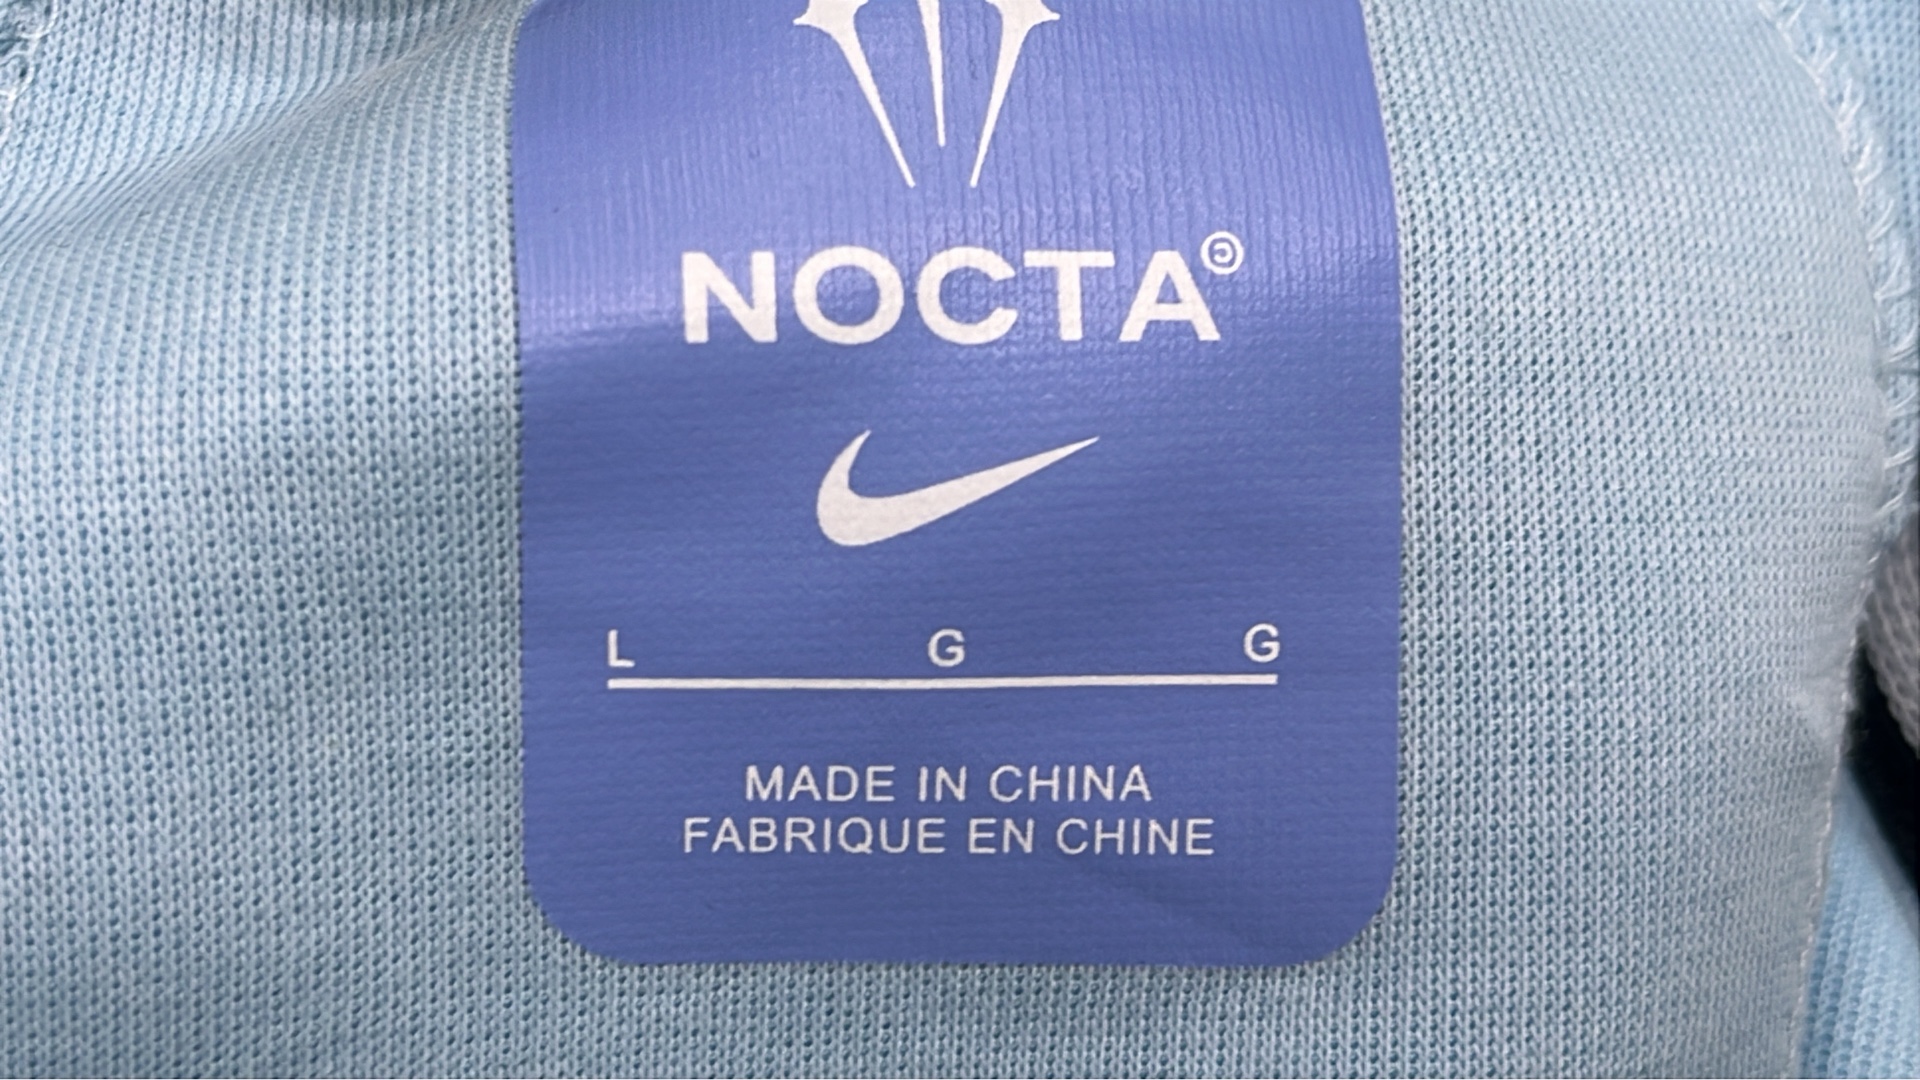 NOCTA®
L G G
MADE IN CHINA
FABRIQUE EN CHINE